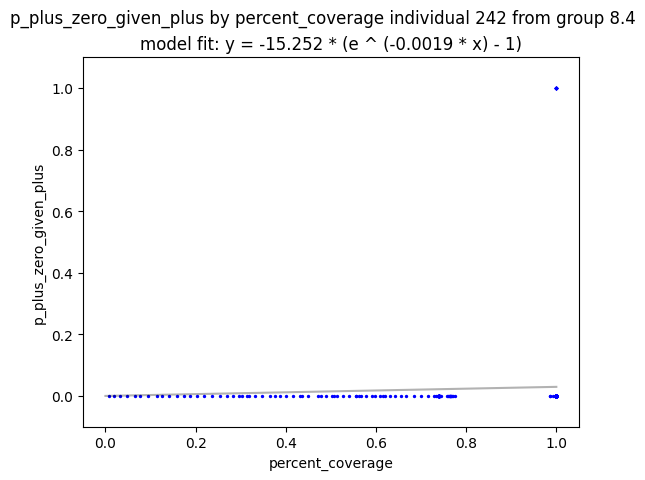 p_plus_zero_given_plus by percent_coverage individual 242 from group 8.4
model fit: y = -15.252 * (e ^ (-0.0019 * x) - 1)
1.0
0.8
0.6
0.4
0.2
0.0
p_plus_zero_given_plus
0.0 0.2 0.4 0.6 0.8 1.0
percent_coverage